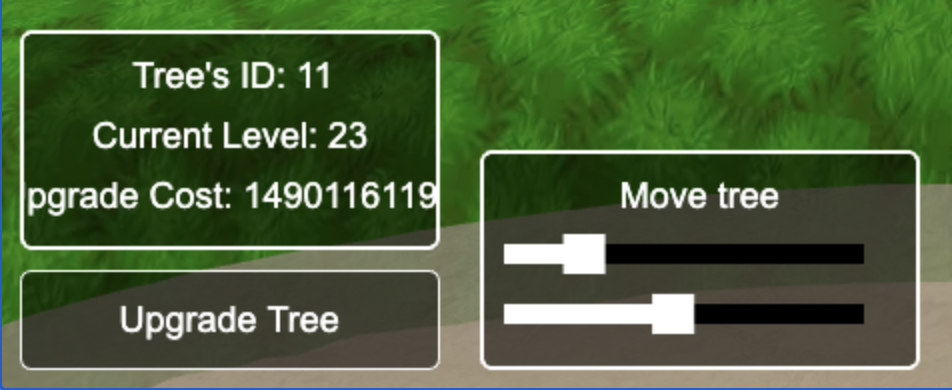 Tree's ID: 11
Current Level: 23
pgrade Cost: 1490116119
Move tree
Upgrade Tree